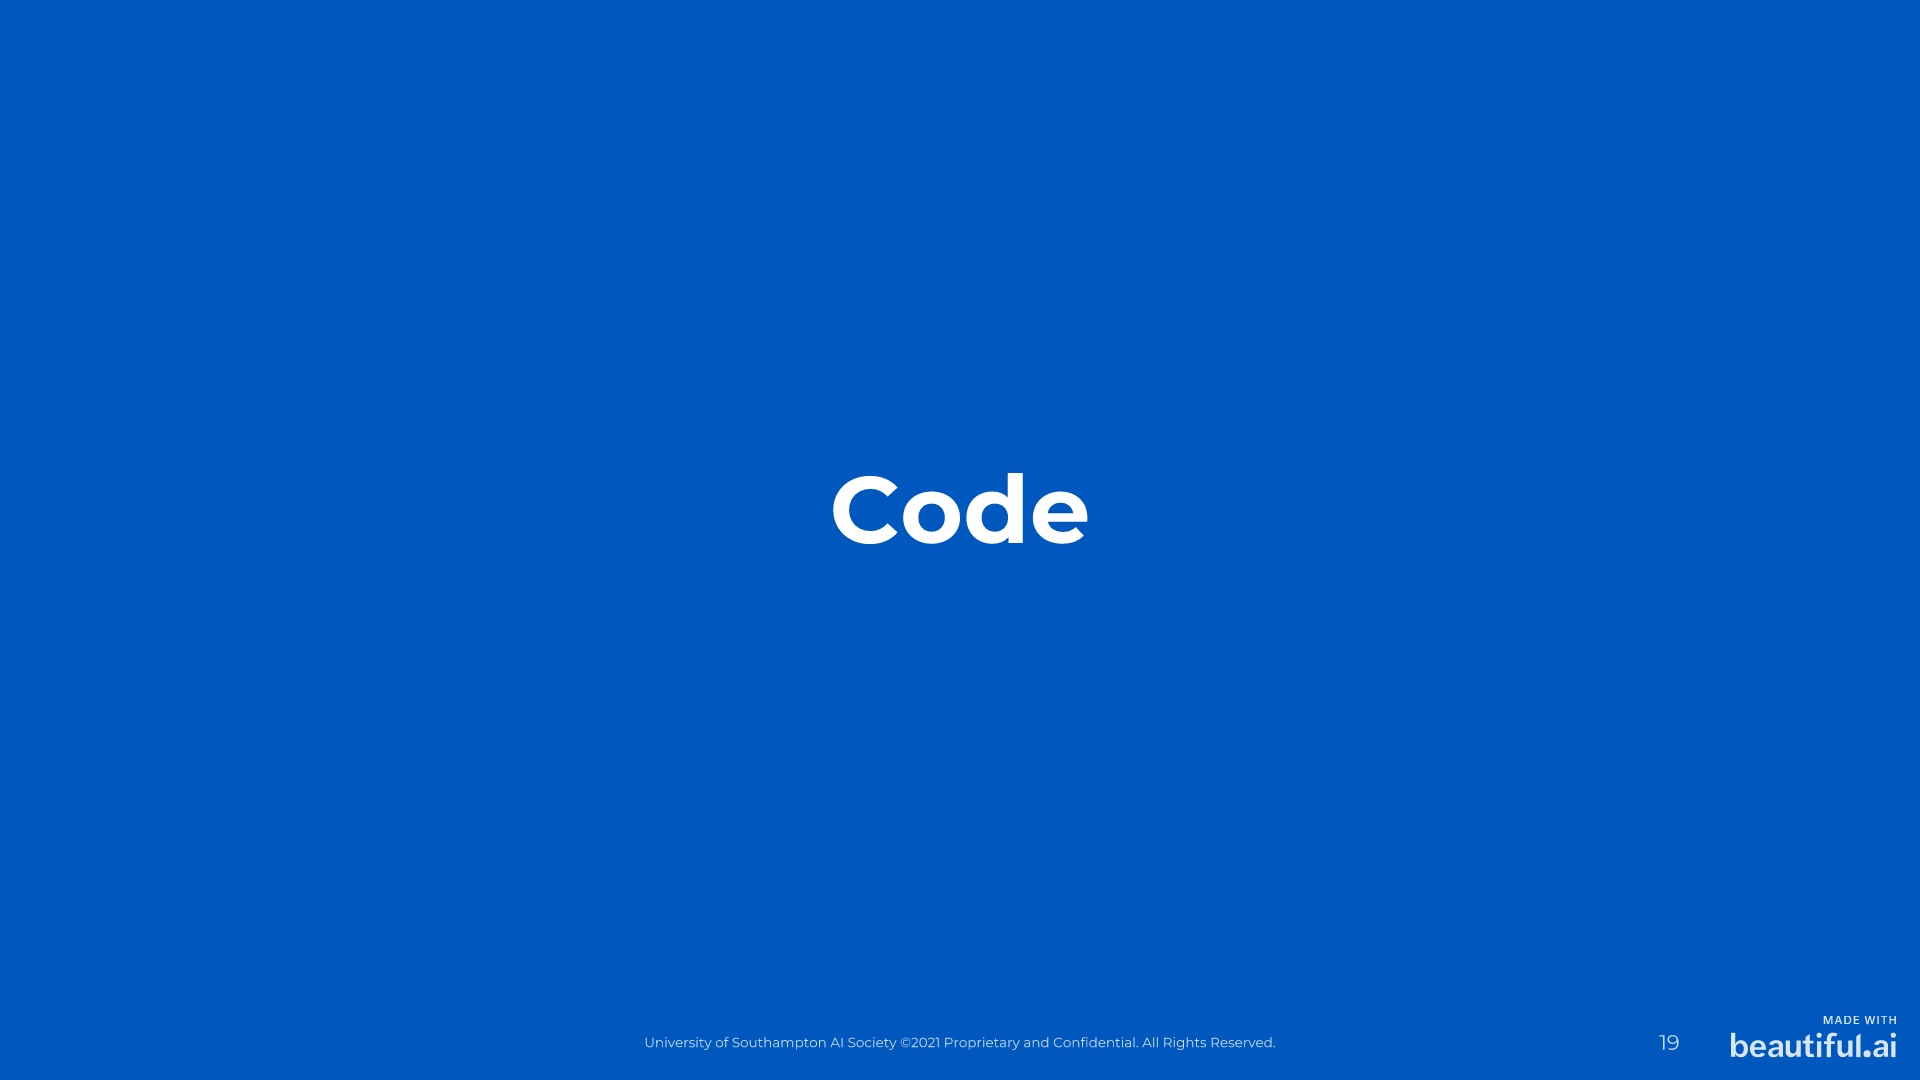 Code
University of Southampton AI Society ©2021 Proprietary and Confidential. All Rights Reserved.
19
MADE WITH
beautiful.ai